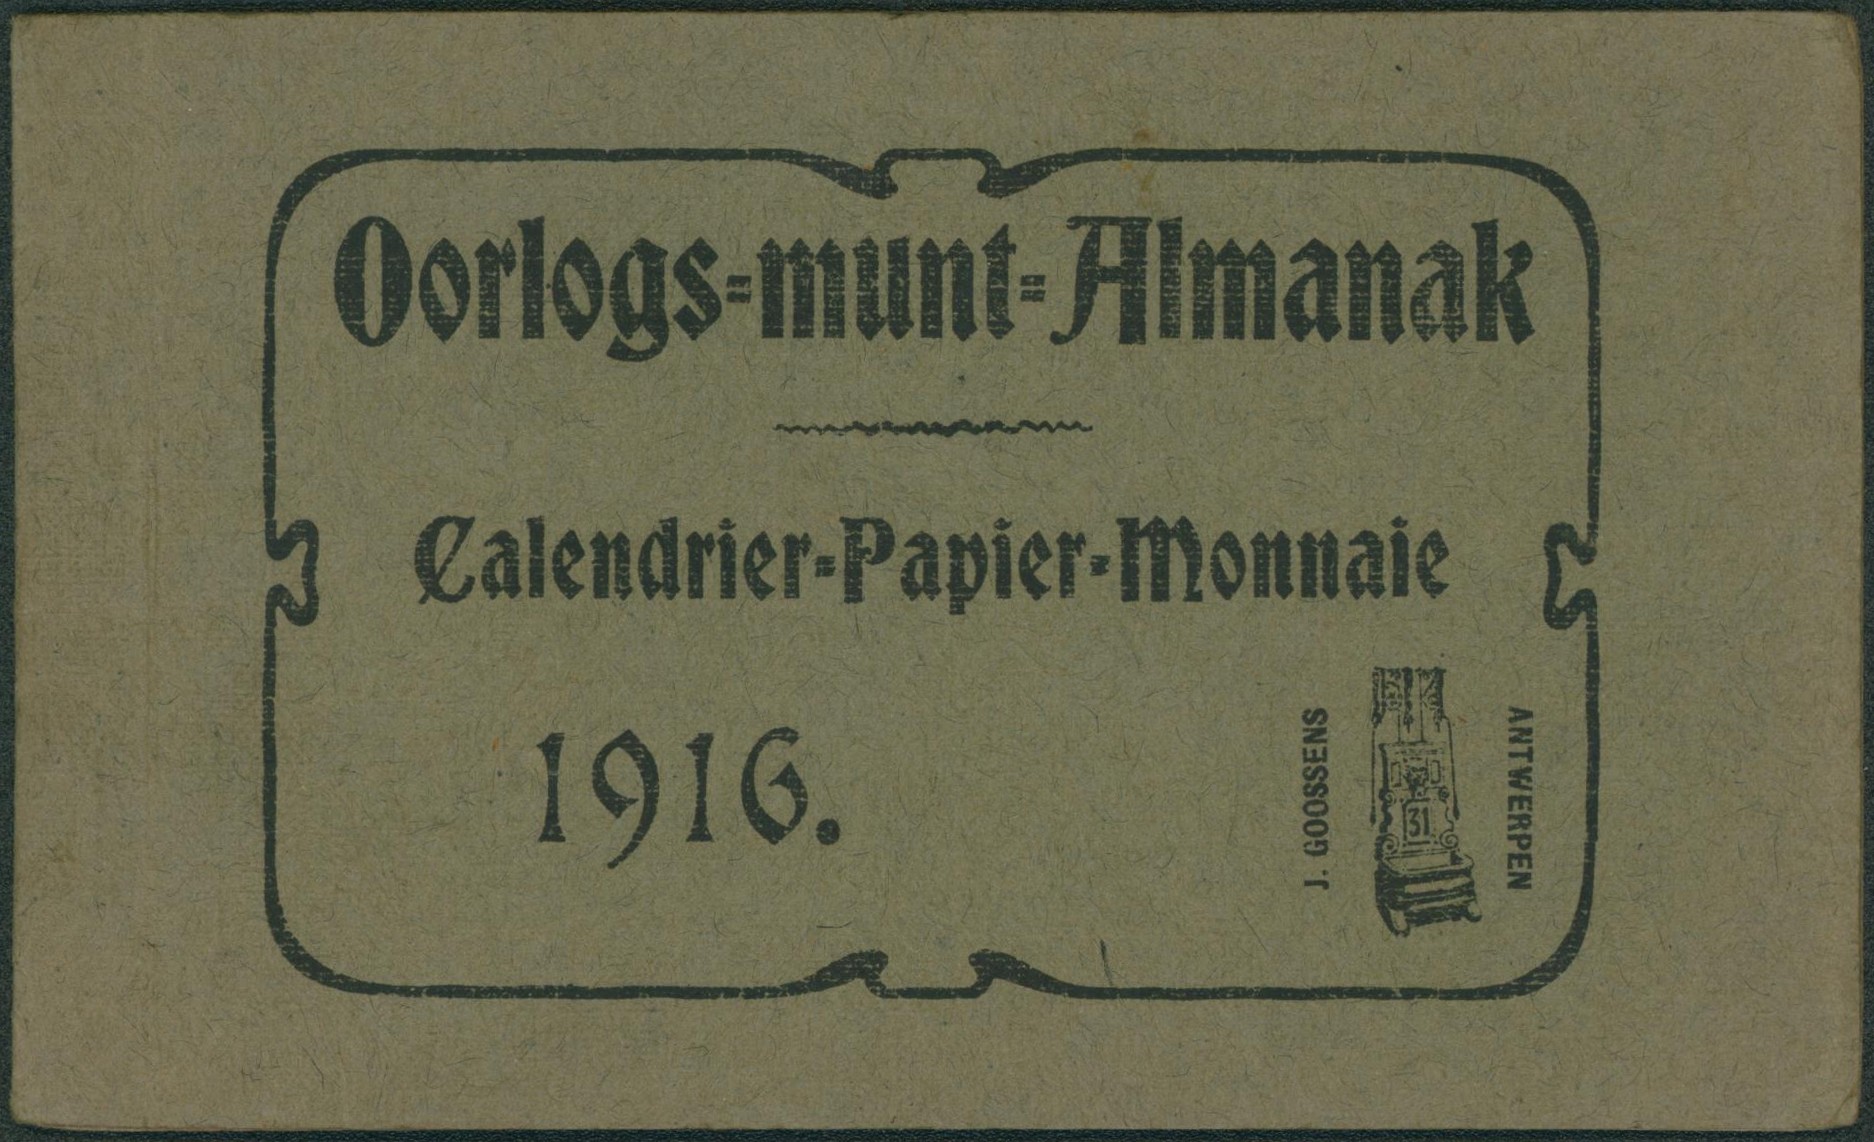 Oorlogs=munt=Almanak
Calendrier=Papier=Monnaie
1916.
J. GOOSSENS
31
ANTWERPEN